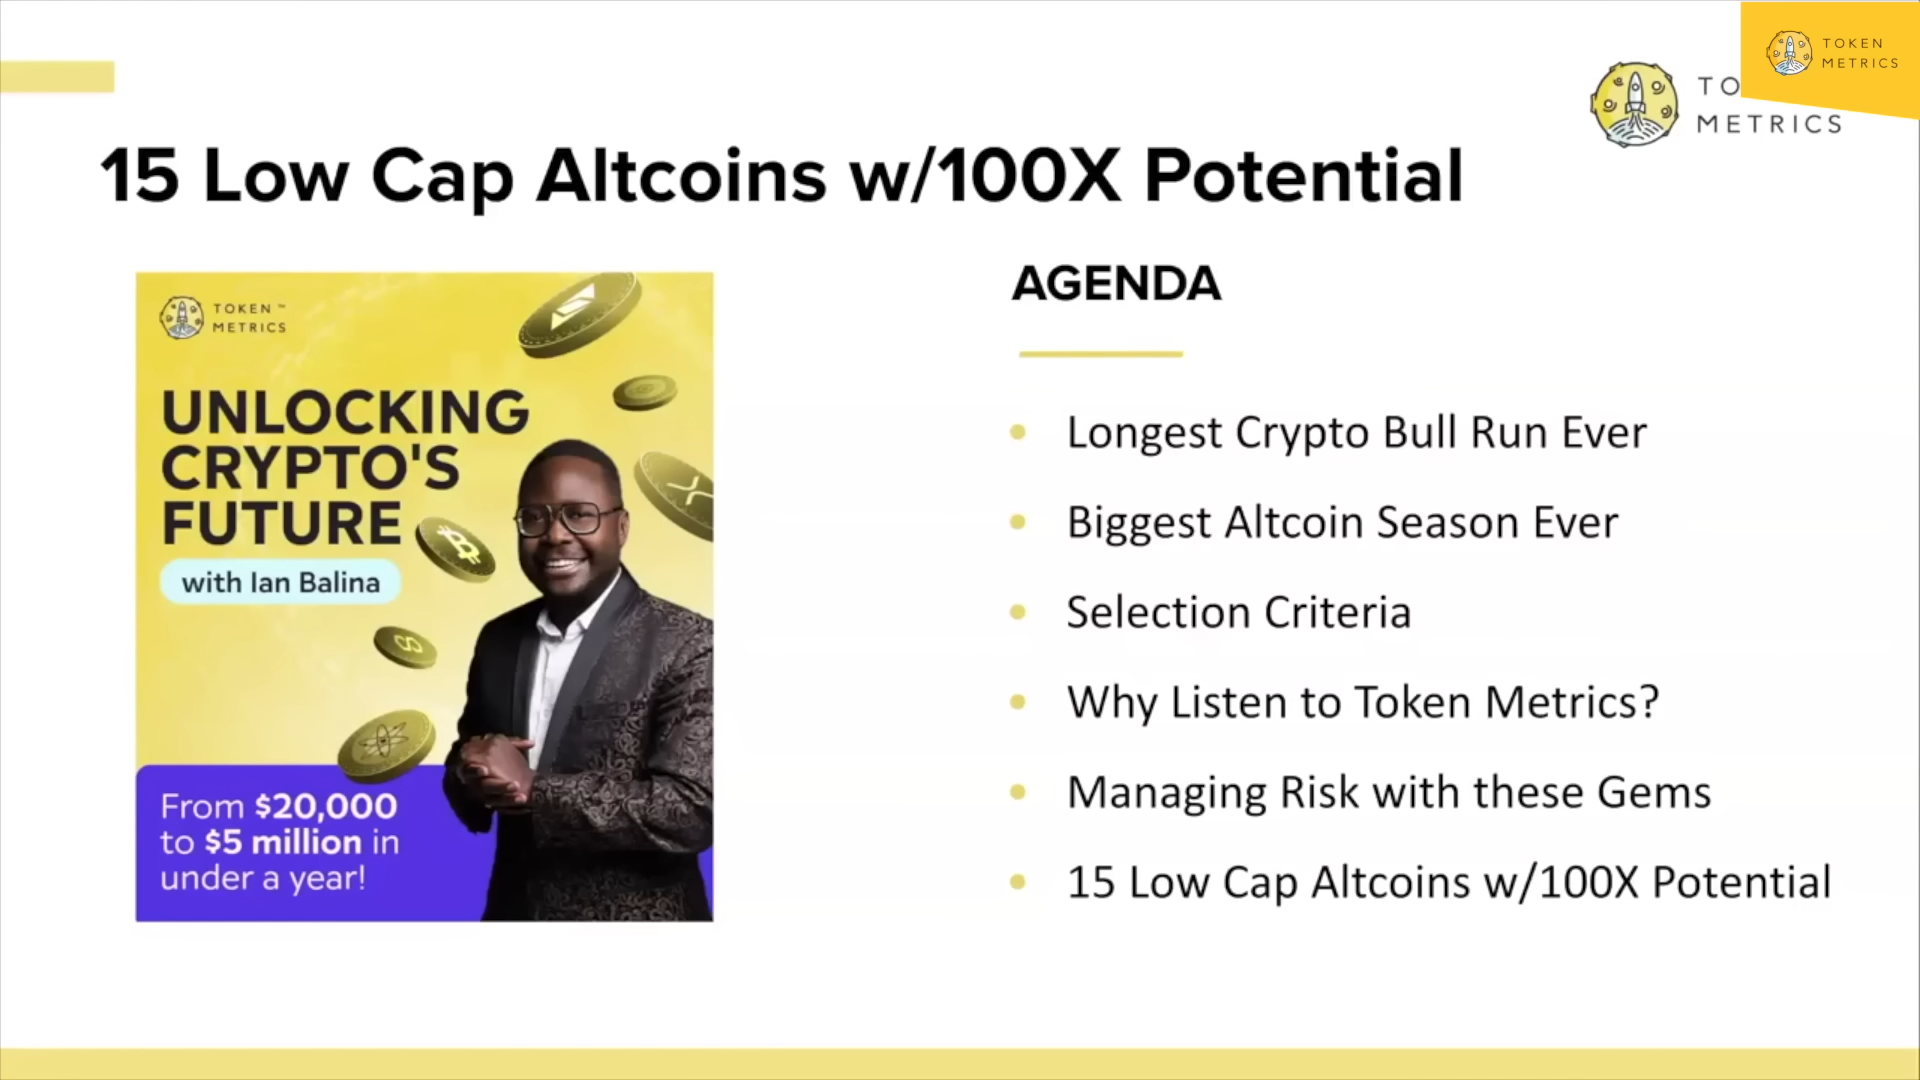 TOKEN
METRICS
TO
METRICS
15 Low Cap Altcoins w/100X Potential
TOKEN ™
METRICS
UNLOCKING
CRYPTO'S
FUTURE
with Ian Balina
From $20,000
to $5 million in
under a year!
AGENDA
• Longest Crypto Bull Run Ever
• Biggest Altcoin Season Ever
• Selection Criteria
• Why Listen to Token Metrics?
• Managing Risk with these Gems
• 15 Low Cap Altcoins w/100X Potential